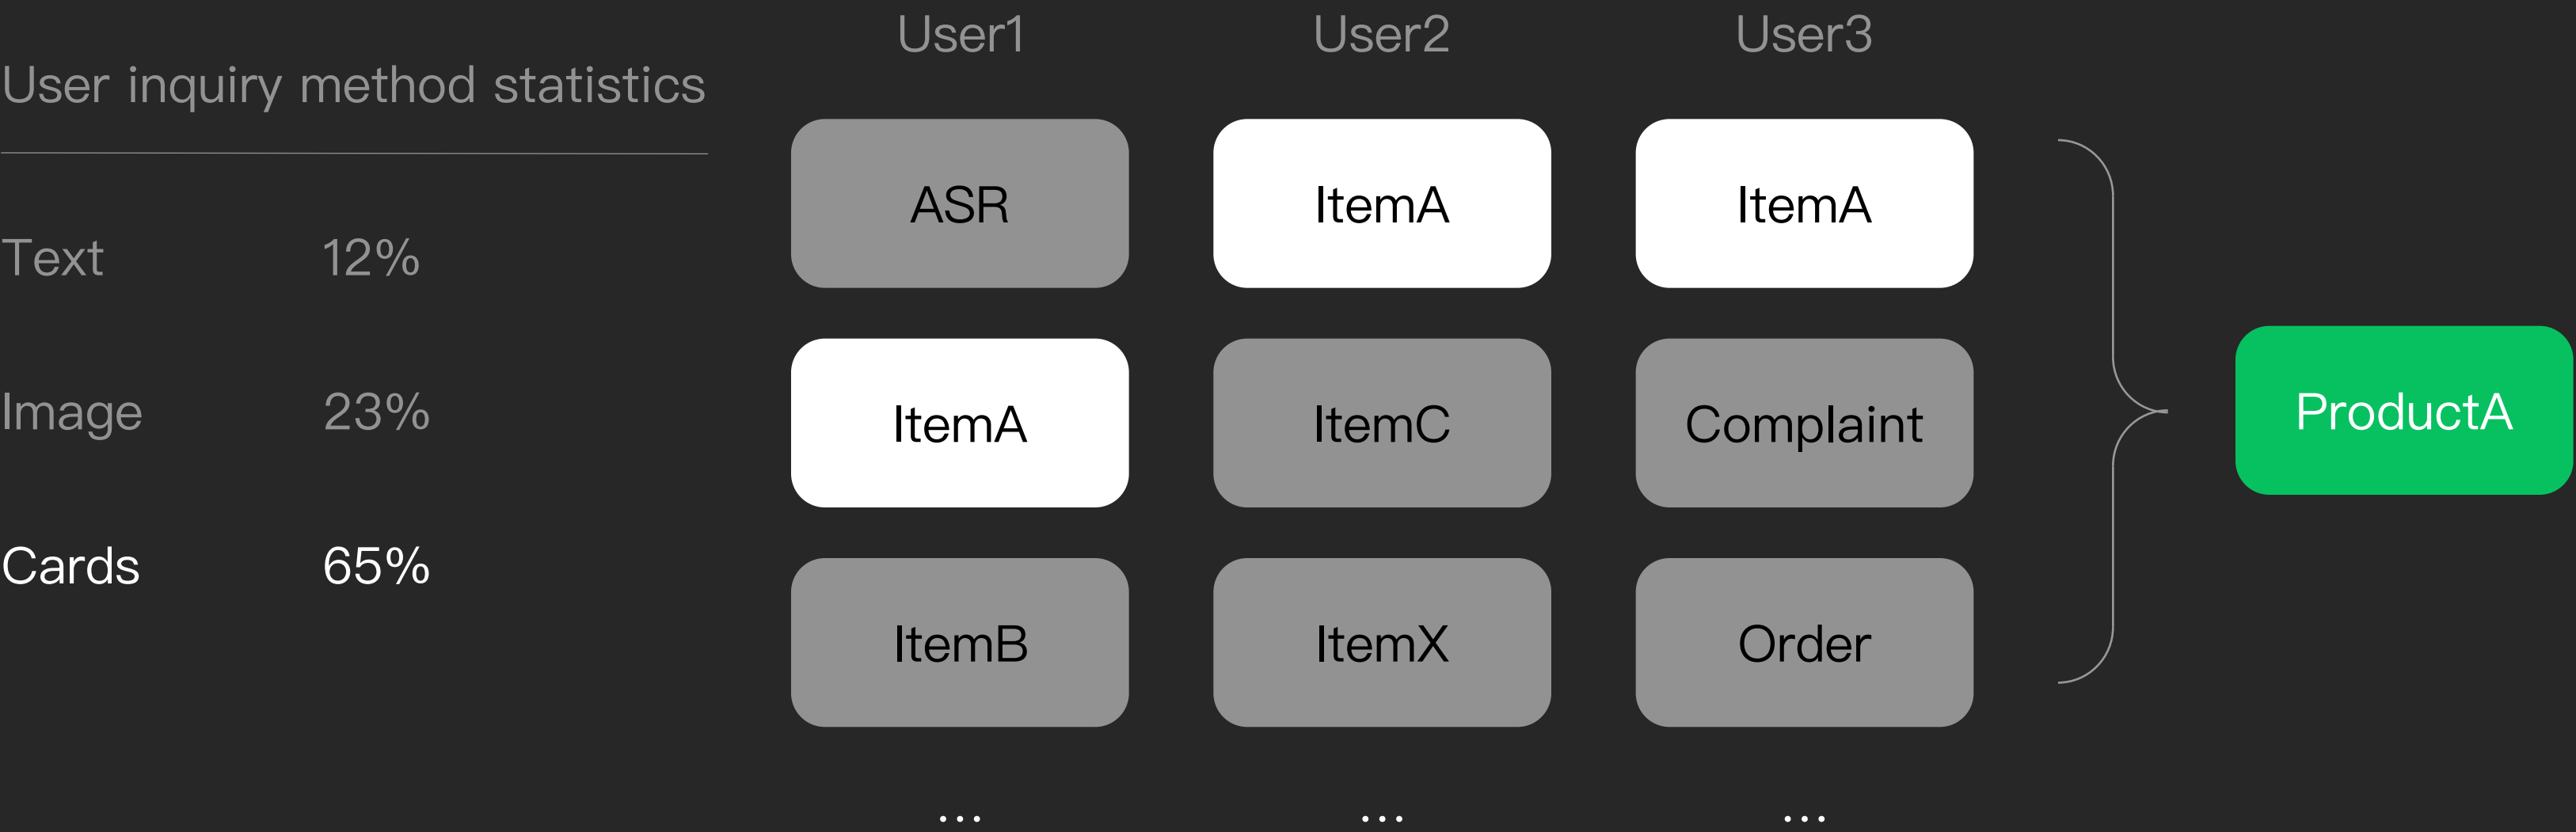 User inquiry method statistics
Text 12%
Image 23%
Cards 65%
User1 User2 User3
ASR ItemA ItemA
ItemA ItemC Complaint
ItemB ItemX Order
... ... ...
ProductA